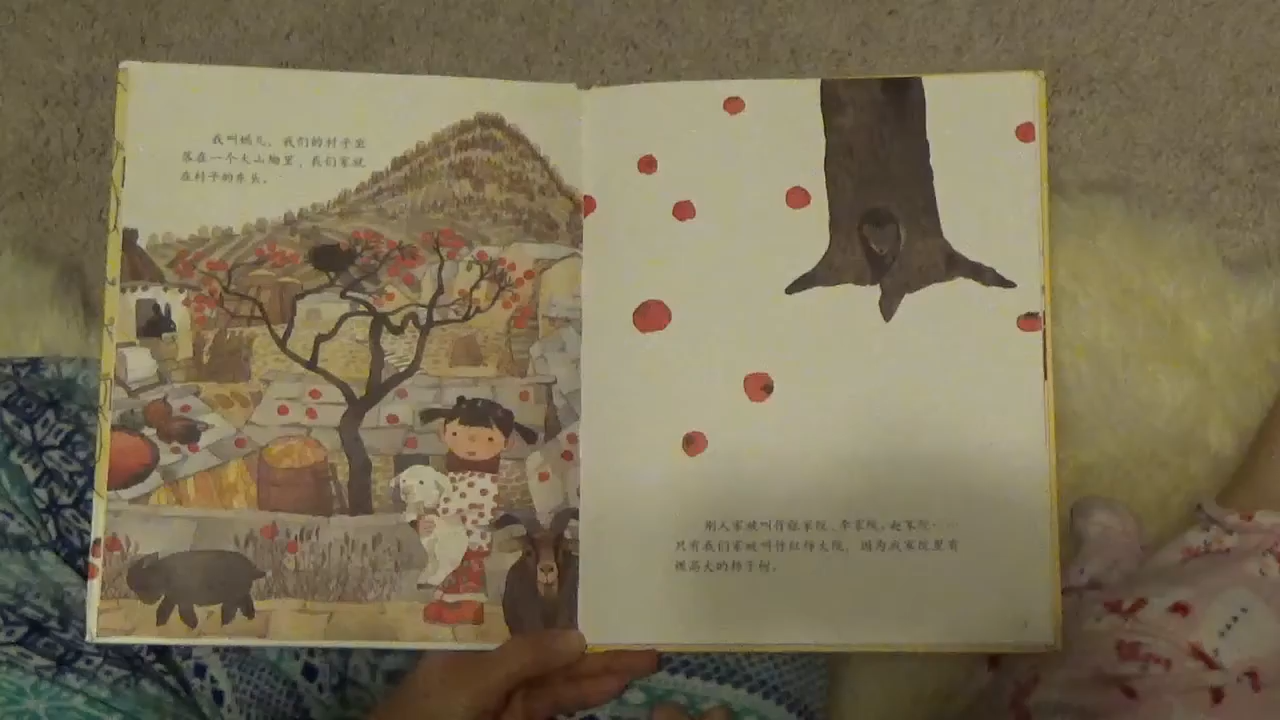 我叫嫣儿，我们的村子坐
落在一个大山坳里，我们家就
在村子的东头。
别人家被叫作张家院、李家院、赵家院……
只有我们家被叫作红柿大院，因为我家院里有
棵高大的柿子树。